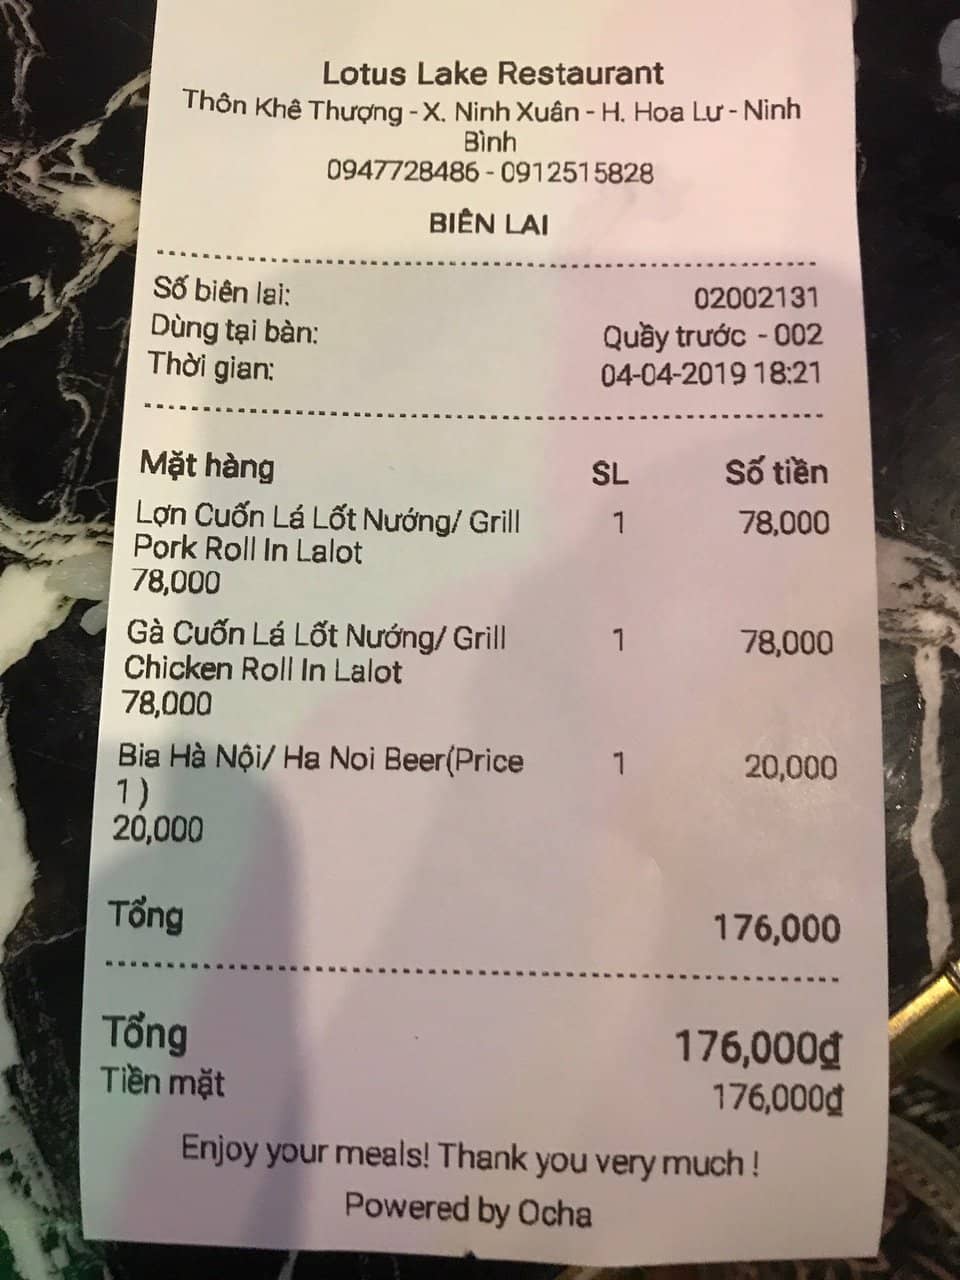 Lotus Lake Restaurant
Thôn Khê Thượng - X. Ninh Xuân - H. Hoa Lư - Ninh
Bình
0947728486 - 0912515828
BIÊN LAI
Số biên lai: 02002131
Dùng tại bàn: Quầy trước - 002
Thời gian: 04-04-2019 18:21
Mặt hàng SL Số tiền
Lợn Cuốn Lá Lốt Nướng/ Grill 1 78,000
Pork Roll In Lalot
78,000
Gà Cuốn Lá Lốt Nướng/ Grill 1 78,000
Chicken Roll In Lalot
78,000
Bia Hà Nội/ Ha Noi Beer(Price 1 20,000
1)
20,000
Tổng 176,000
Tổng 176,000₫
Tiền mặt 176,000₫
Enjoy your meals! Thank you very much !
Powered by Ocha